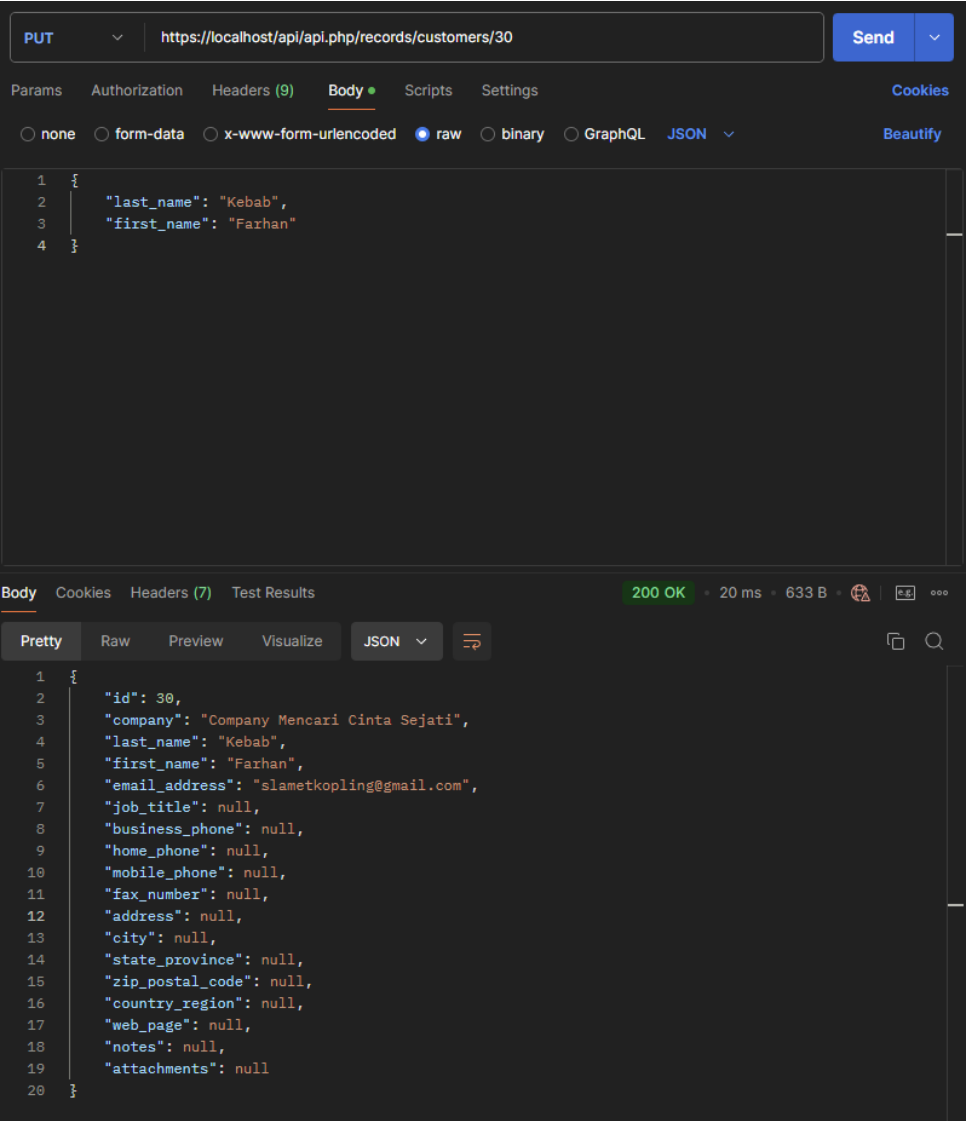 PUT https://localhost/api/api.php/records/customers/30 Send
Params Authorization Headers (9) Body Scripts Settings Cookies
none form-data x-www-form-urlencoded raw binary GraphQL JSON Beautify
1 {
2 "last_name": "Kebab",
3 "first_name": "Farhan"
4 }
Body Cookies Headers (7) Test Results 200 OK 20 ms 633 B e.g.
Pretty Raw Preview Visualize JSON
1 {
2 "id": 30,
3 "company": "Company Mencari Cinta Sejati",
4 "last_name": "Kebab",
5 "first_name": "Farhan",
6 "email_address": "slametkopling@gmail.com",
7 "job_title": null,
8 "business_phone": null,
9 "home_phone": null,
10 "mobile_phone": null,
11 "fax_number": null,
12 "address": null,
13 "city": null,
14 "state_province": null,
15 "zip_postal_code": null,
16 "country_region": null,
17 "web_page": null,
18 "notes": null,
19 "attachments": null
20 }